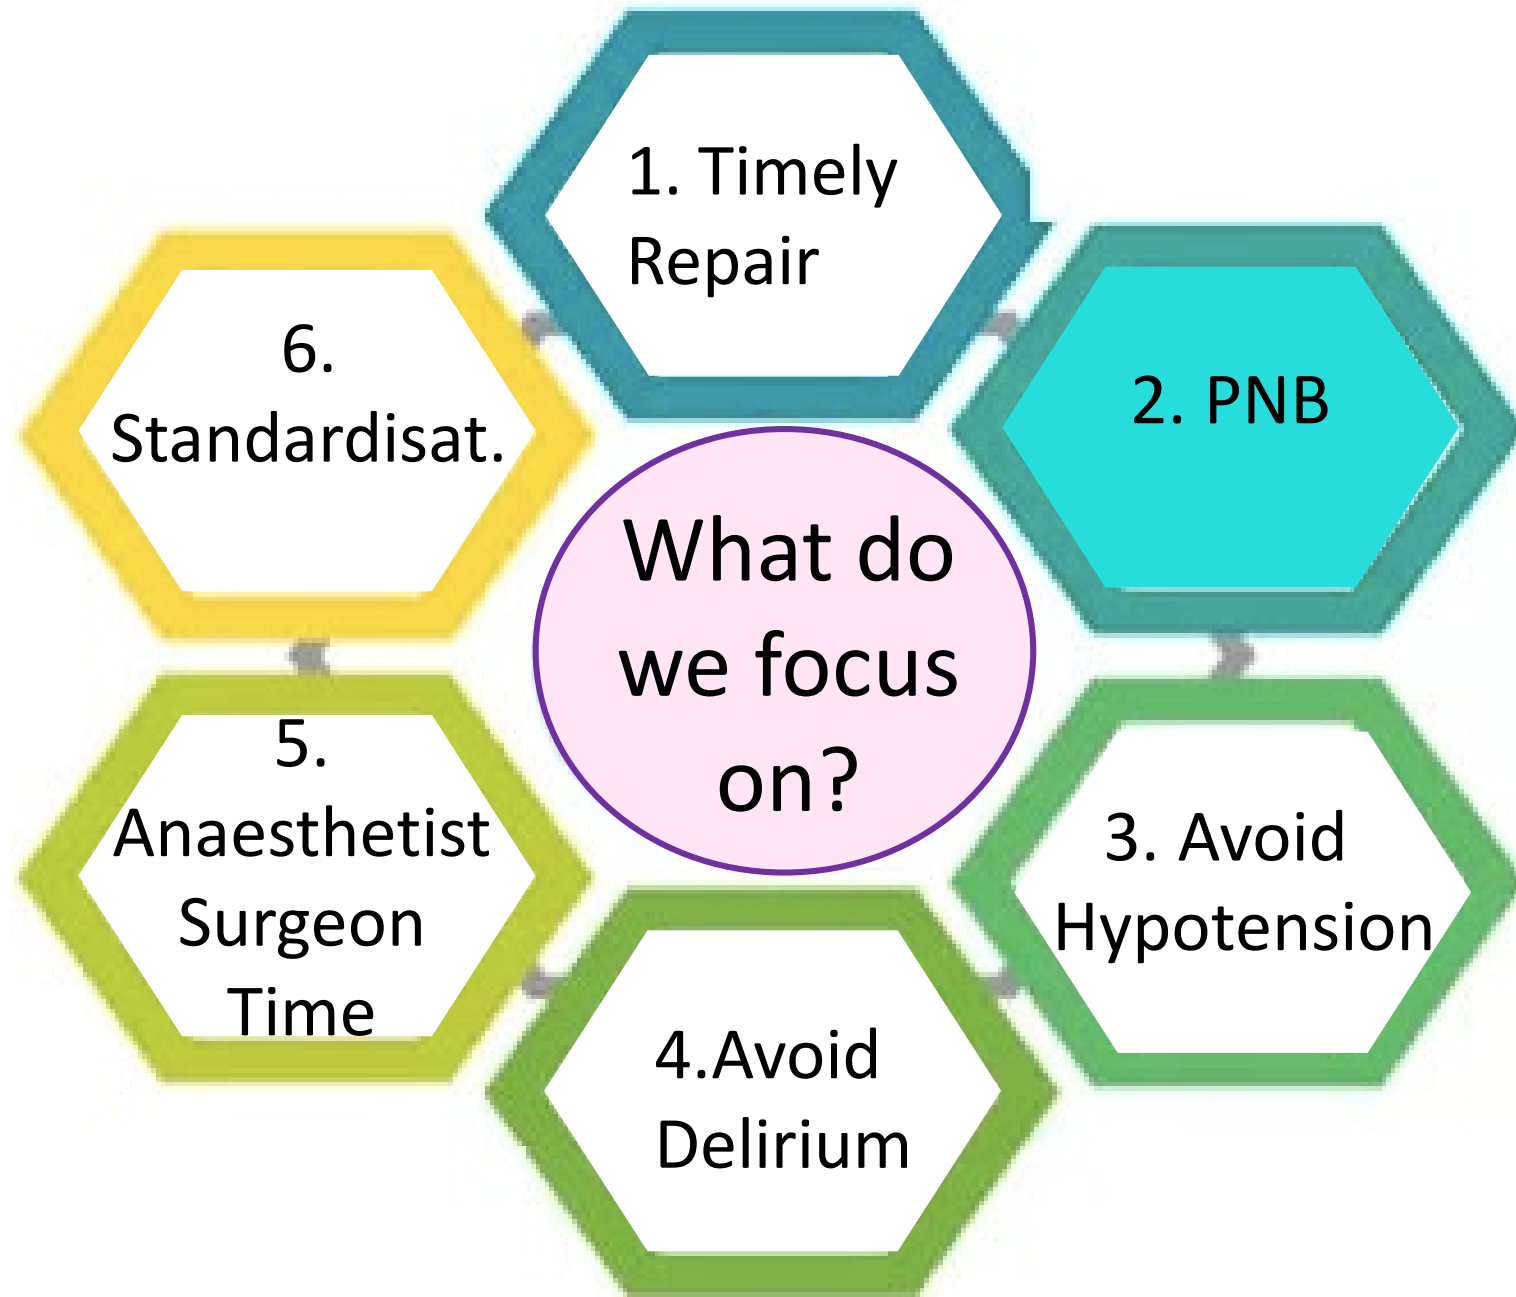 1. Timely
Repair
2. PNB
3. Avoid
Hypotension
4.Avoid
Delirium
5.
Anaesthetist
Surgeon
Time
6.
Standardisat.
What do
we focus
on?